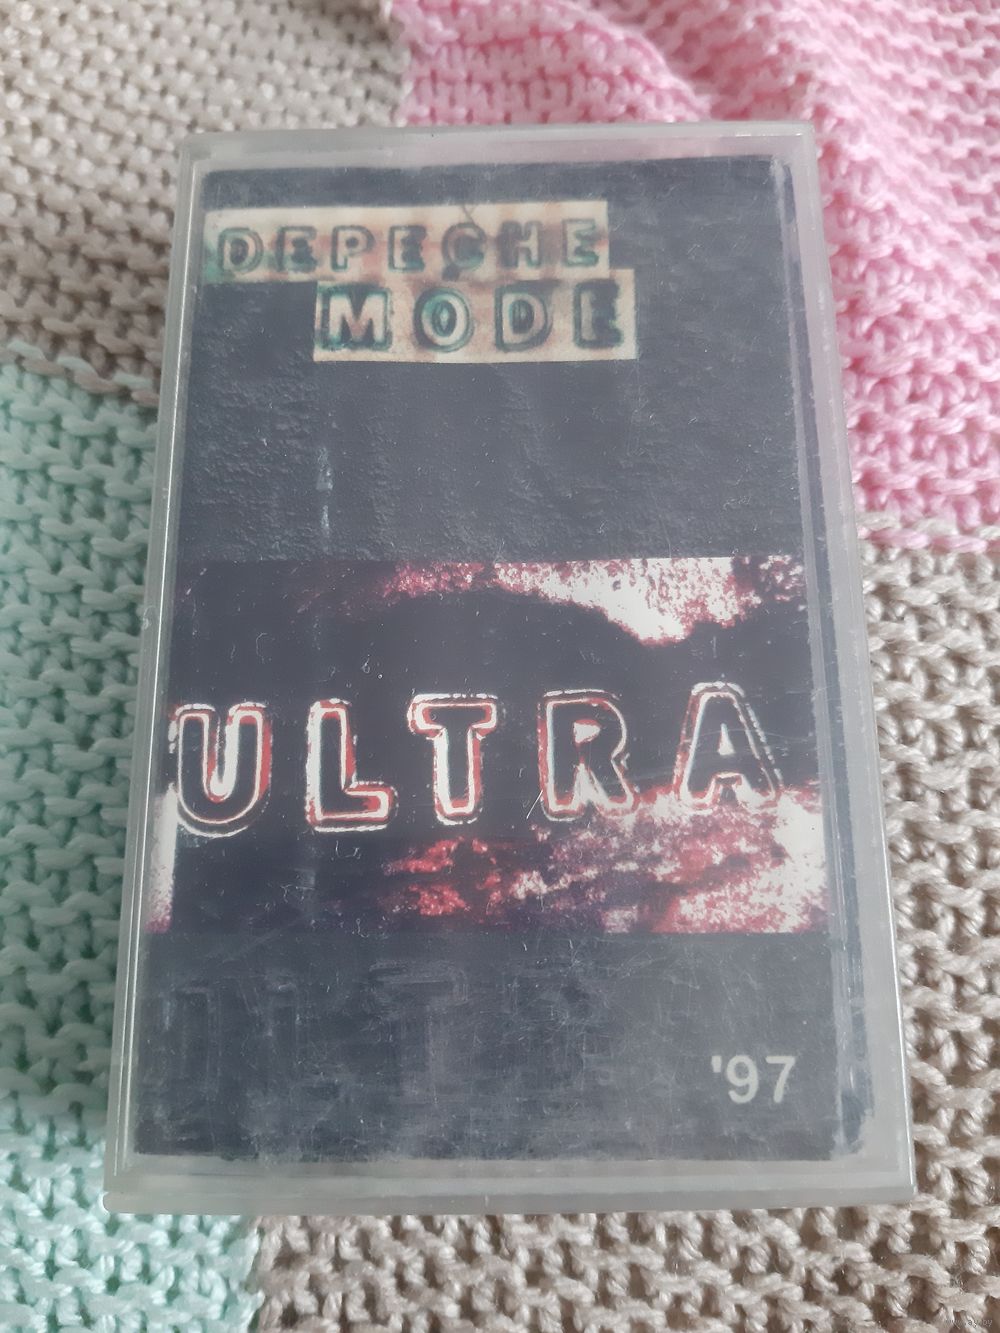 DEPECHE
MODE
ULTRA
'97